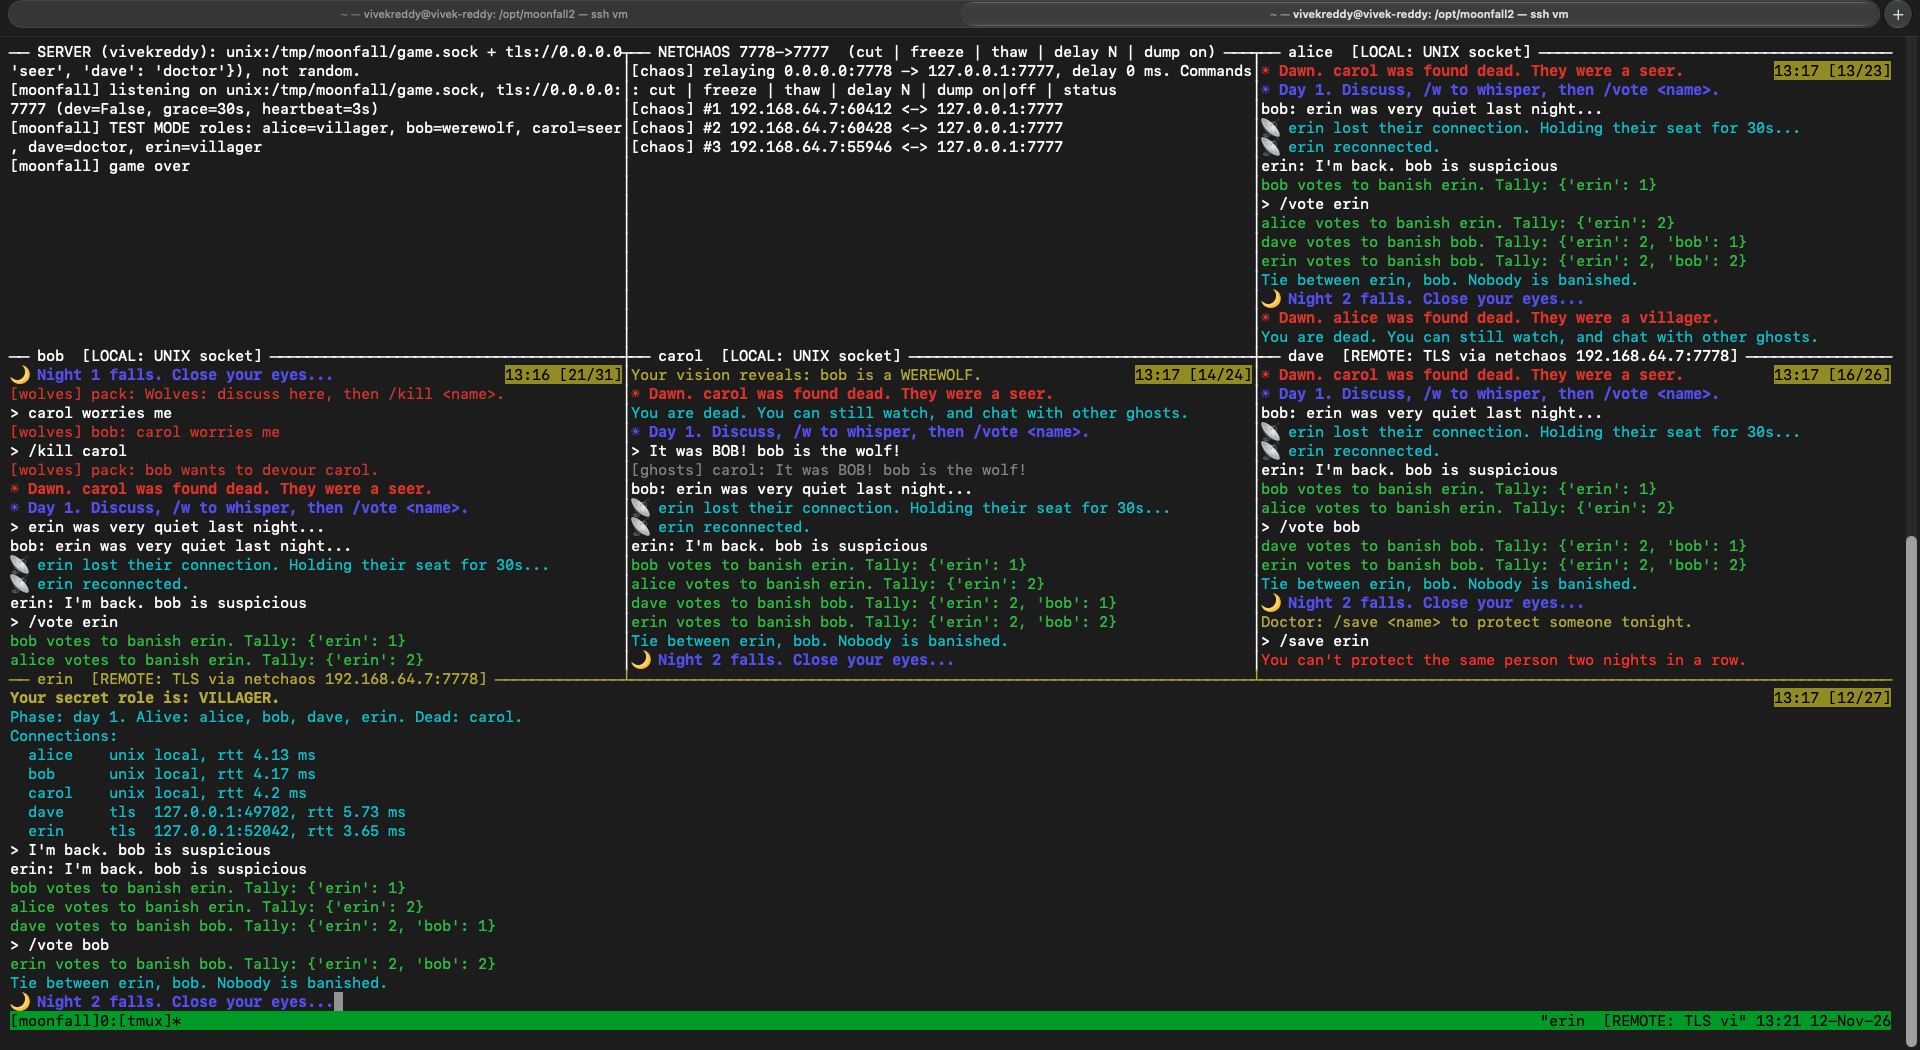 ~ — vivekreddy@vivek-reddy: /opt/moonfall2 — ssh vm
~ — vivekreddy@vivek-reddy: /opt/moonfall2 — ssh vm
+
SERVER (vivekreddy): unix:/tmp/moonfall/game.sock + tls://0.0.0.0
'seer', 'dave': 'doctor'}), not random.
[moonfall] listening on unix:/tmp/moonfall/game.sock, tls://0.0.0.0:
7777 (dev=False, grace=30s, heartbeat=3s)
[moonfall] TEST MODE roles: alice=villager, bob=werewolf, carol=seer
, dave=doctor, erin=villager
[moonfall] game over
NETCHAOS 7778->7777  (cut | freeze | thaw | delay N | dump on)
[chaos] relaying 0.0.0.0:7778 —> 127.0.0.1:7777, delay 0 ms. Commands
: cut | freeze | thaw | delay N | dump on|off | status
[chaos] #1 192.168.64.7:60412 <—> 127.0.0.1:7777
[chaos] #2 192.168.64.7:60428 <—> 127.0.0.1:7777
[chaos] #3 192.168.64.7:55946 <—> 127.0.0.1:7777
alice  [LOCAL: UNIX socket]
☀ Dawn. carol was found dead. They were a seer. 13:17 [13/23]
☀ Day 1. Discuss, /w to whisper, then /vote <name>.
bob: erin was very quiet last night...
📡 erin lost their connection. Holding their seat for 30s...
📡 erin reconnected.
erin: I'm back. bob is suspicious
bob votes to banish erin. Tally: {'erin': 1}
> /vote erin
alice votes to banish erin. Tally: {'erin': 2}
dave votes to banish bob. Tally: {'erin': 2, 'bob': 1}
erin votes to banish bob. Tally: {'erin': 2, 'bob': 2}
Tie between erin, bob. Nobody is banished.
🌙 Night 2 falls. Close your eyes...
☀ Dawn. alice was found dead. They were a villager.
You are dead. You can still watch, and chat with other ghosts.
bob  [LOCAL: UNIX socket]
🌙 Night 1 falls. Close your eyes... 13:16 [21/31]
[wolves] pack: Wolves: discuss here, then /kill <name>.
> carol worries me
[wolves] bob: carol worries me
> /kill carol
[wolves] pack: bob wants to devour carol.
☀ Dawn. carol was found dead. They were a seer.
☀ Day 1. Discuss, /w to whisper, then /vote <name>.
> erin was very quiet last night...
bob: erin was very quiet last night...
📡 erin lost their connection. Holding their seat for 30s...
📡 erin reconnected.
erin: I'm back. bob is suspicious
> /vote erin
bob votes to banish erin. Tally: {'erin': 1}
alice votes to banish erin. Tally: {'erin': 2}
carol  [LOCAL: UNIX socket]
Your vision reveals: bob is a WEREWOLF. 13:17 [14/24]
☀ Dawn. carol was found dead. They were a seer.
You are dead. You can still watch, and chat with other ghosts.
☀ Day 1. Discuss, /w to whisper, then /vote <name>.
> It was BOB! bob is the wolf!
[ghosts] carol: It was BOB! bob is the wolf!
bob: erin was very quiet last night...
📡 erin lost their connection. Holding their seat for 30s...
📡 erin reconnected.
erin: I'm back. bob is suspicious
bob votes to banish erin. Tally: {'erin': 1}
alice votes to banish erin. Tally: {'erin': 2}
dave votes to banish bob. Tally: {'erin': 2, 'bob': 1}
erin votes to banish bob. Tally: {'erin': 2, 'bob': 2}
Tie between erin, bob. Nobody is banished.
🌙 Night 2 falls. Close your eyes...
dave  [REMOTE: TLS via netchaos 192.168.64.7:7778]
☀ Dawn. carol was found dead. They were a seer. 13:17 [16/26]
☀ Day 1. Discuss, /w to whisper, then /vote <name>.
bob: erin was very quiet last night...
📡 erin lost their connection. Holding their seat for 30s...
📡 erin reconnected.
erin: I'm back. bob is suspicious
bob votes to banish erin. Tally: {'erin': 1}
alice votes to banish erin. Tally: {'erin': 2}
> /vote bob
dave votes to banish bob. Tally: {'erin': 2, 'bob': 1}
erin votes to banish bob. Tally: {'erin': 2, 'bob': 2}
Tie between erin, bob. Nobody is banished.
🌙 Night 2 falls. Close your eyes...
Doctor: /save <name> to protect someone tonight.
> /save erin
You can't protect the same person two nights in a row.
erin  [REMOTE: TLS via netchaos 192.168.64.7:7778]
Your secret role is: VILLAGER. 13:17 [12/27]
Phase: day 1. Alive: alice, bob, dave, erin. Dead: carol.
Connections:
alice    unix local, rtt 4.13 ms
bob      unix local, rtt 4.17 ms
carol    unix local, rtt 4.2 ms
dave     tls  127.0.0.1:49702, rtt 5.73 ms
erin     tls  127.0.0.1:52042, rtt 3.65 ms
> I'm back. bob is suspicious
erin: I'm back. bob is suspicious
bob votes to banish erin. Tally: {'erin': 1}
alice votes to banish erin. Tally: {'erin': 2}
dave votes to banish bob. Tally: {'erin': 2, 'bob': 1}
> /vote bob
erin votes to banish bob. Tally: {'erin': 2, 'bob': 2}
Tie between erin, bob. Nobody is banished.
🌙 Night 2 falls. Close your eyes...
[moonfall]0:[tmux]* "erin  [REMOTE: TLS vi" 13:21 12-Nov-26